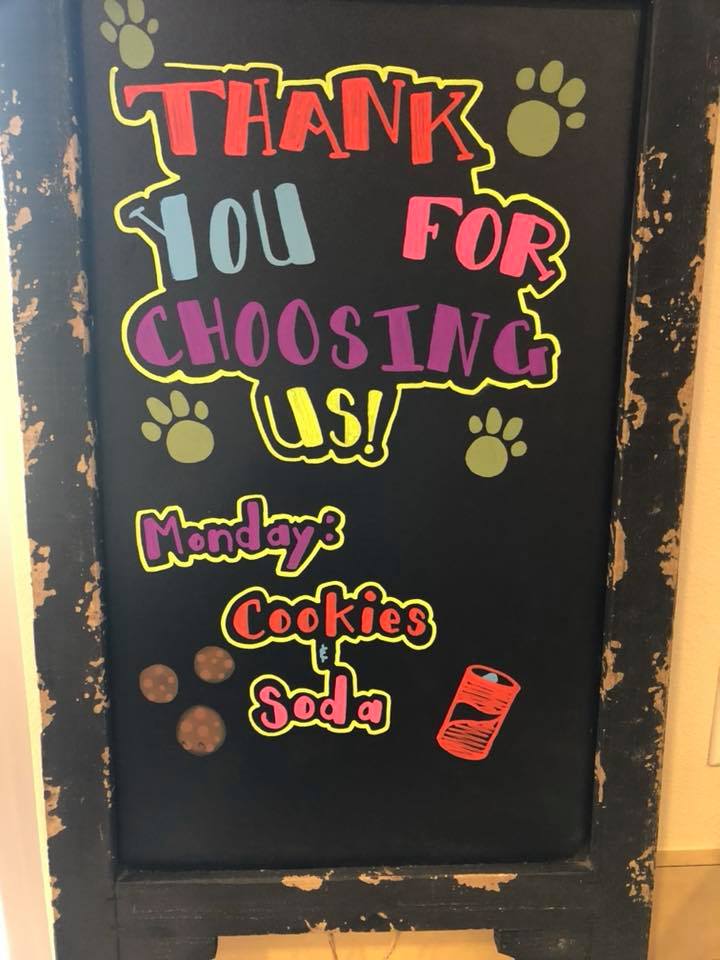 THANK
YOU FOR
CHOOSING
US!
Monday:
Cookies
&
Soda